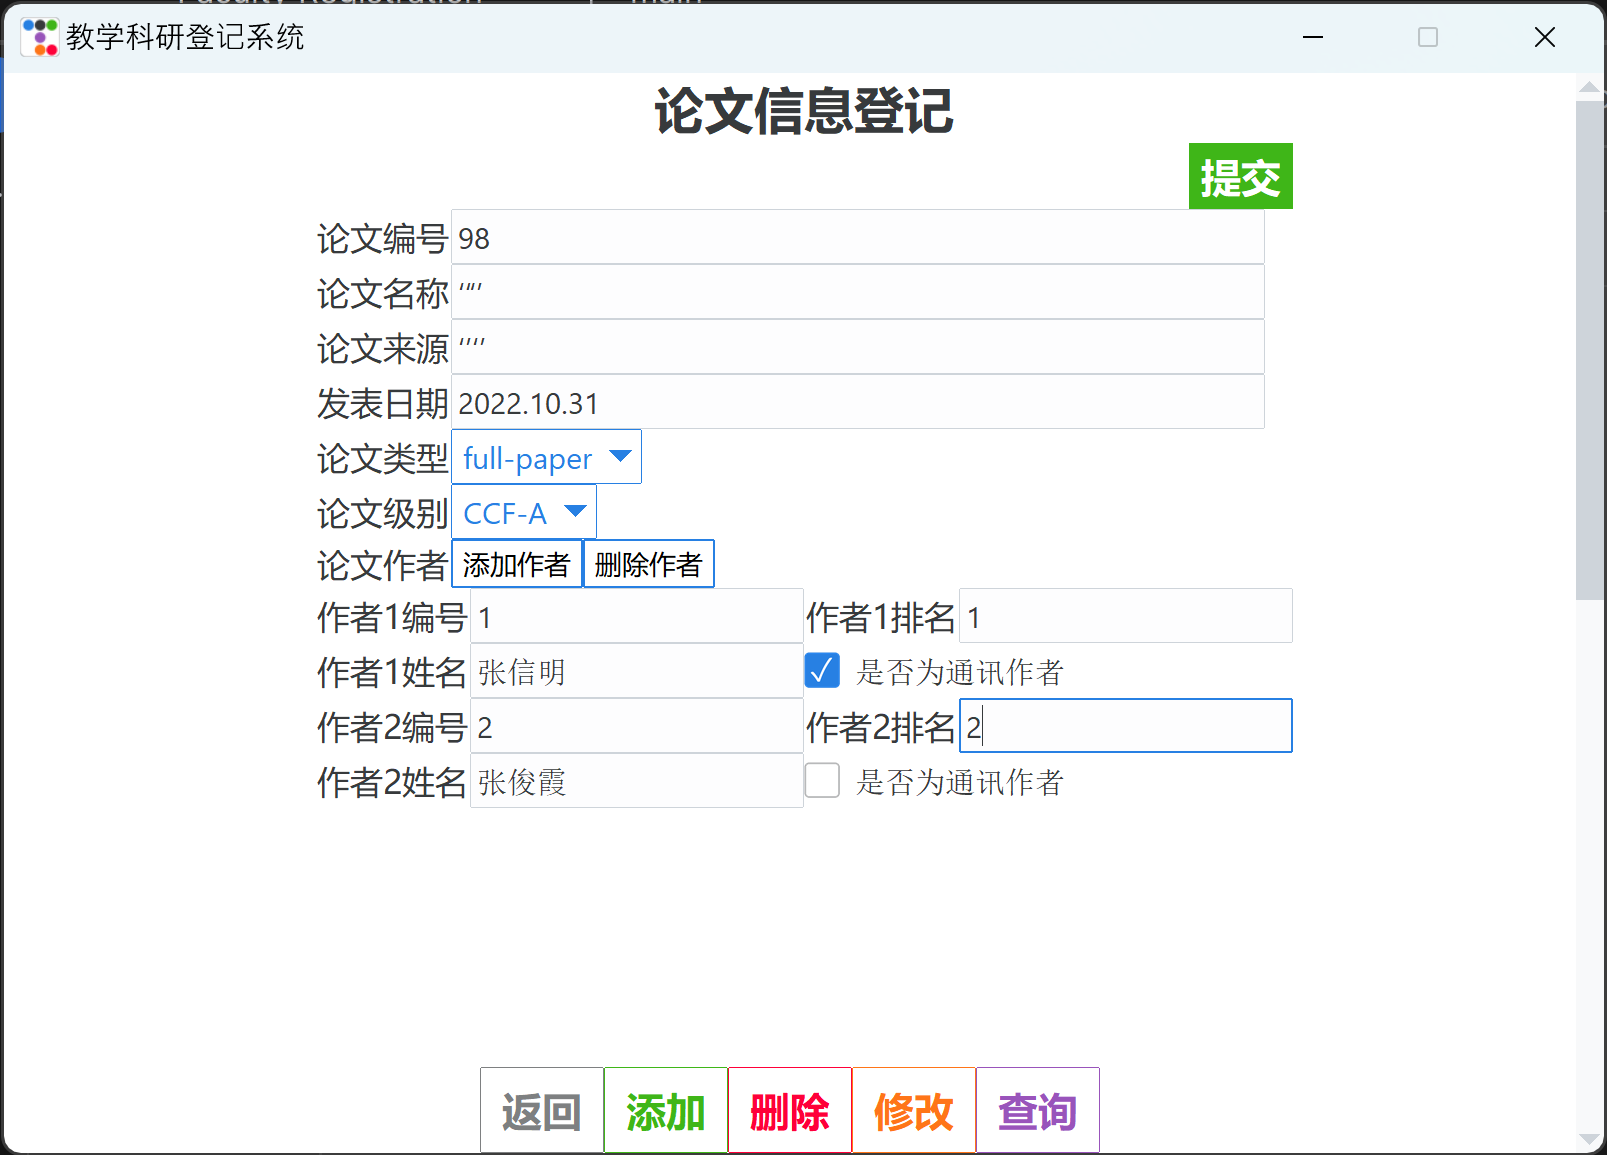 教学科研登记系统
论文信息登记
提交
论文编号 98
论文名称 ‘“‘
论文来源 ‘’‘’
发表日期 2022.10.31
论文类型 full-paper
论文级别 CCF-A
论文作者 添加作者 删除作者
作者1编号 1 作者1排名 1
作者1姓名 张信明 是否为通讯作者
作者2编号 2 作者2排名 2
作者2姓名 张俊霞 是否为通讯作者
返回 添加 删除 修改 查询